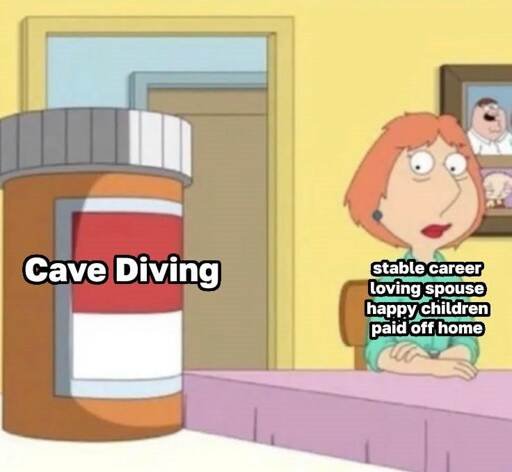 Cave Diving
stable career
loving spouse
happy children
paid off home